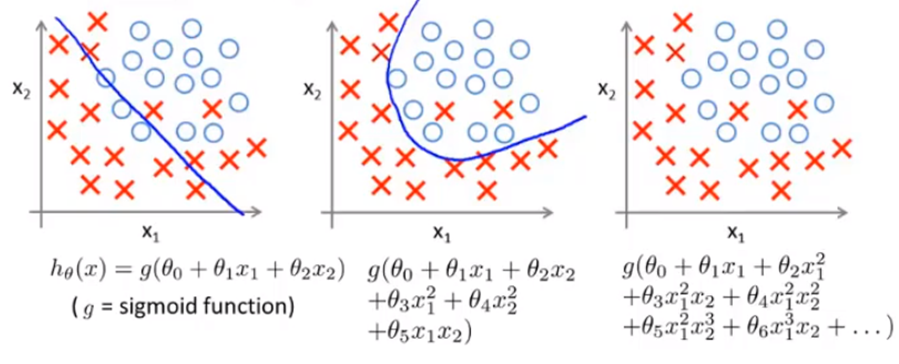 x₂
x₁
h_θ(x) = g(θ₀ + θ₁x₁ + θ₂x₂)
( g = sigmoid function)
x₂
x₁
g(θ₀ + θ₁x₁ + θ₂x₂
+θ₃x₁² + θ₄x₂²
+θ₅x₁x₂)
x₂
x₁
g(θ₀ + θ₁x₁ + θ₂x₁²
+θ₃x₁²x₂ + θ₄x₁²x₂²
+θ₅x₁²x₂³ + θ₆x₁³x₂ + . . . )